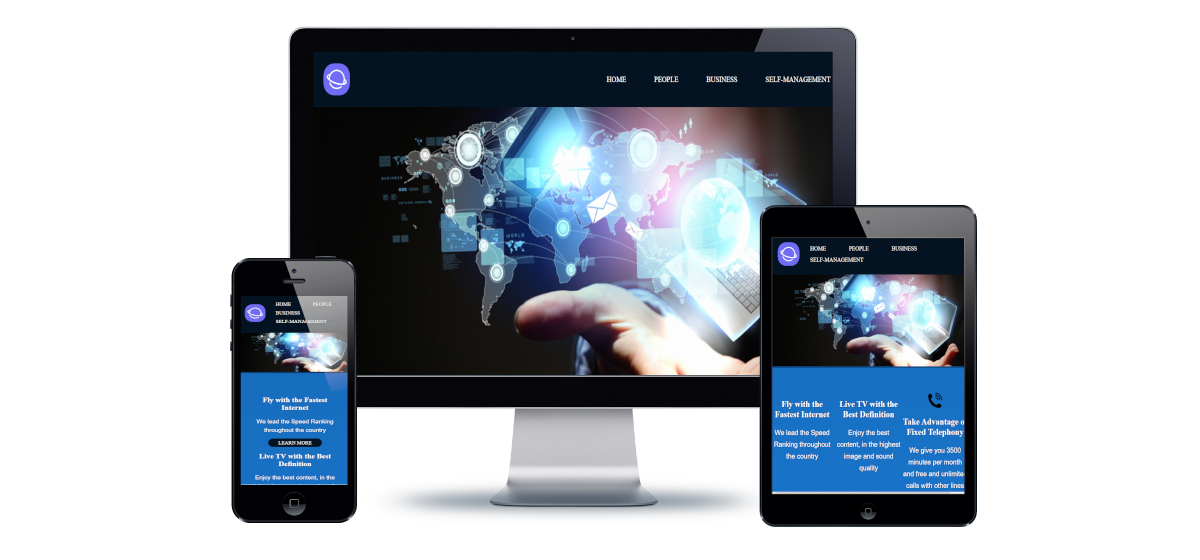 HOME PEOPLE BUSINESS SELF-MANAGEMENT
BUSINESS
WORLD
HOME PEOPLE
BUSINESS
SELF-MANAGEMENT
Fly with the Fastest
Internet
We lead the Speed Ranking
throughout the country
LEARN MORE
Live TV with the Best
Definition
Enjoy the best content, in the
HOME PEOPLE BUSINESS
SELF-MANAGEMENT
Fly with the
Fastest Internet
We lead the Speed
Ranking throughout
the country
Live TV with the
Best Definition
Enjoy the best
content, in the highest
image and sound
quality
Take Advantage o
Fixed Telephony
We give you 3500
minutes per month
and free and unlimite
calls with other lines